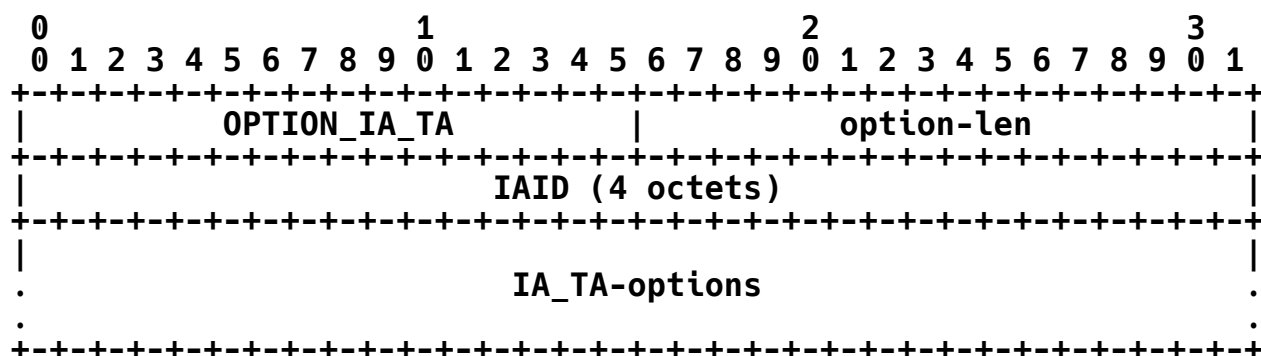 0                   1                   2                   3
 0 1 2 3 4 5 6 7 8 9 0 1 2 3 4 5 6 7 8 9 0 1 2 3 4 5 6 7 8 9 0 1
+-+-+-+-+-+-+-+-+-+-+-+-+-+-+-+-+-+-+-+-+-+-+-+-+-+-+-+-+-+-+-+-+
|          OPTION_IA_TA         |          option-len           |
+-+-+-+-+-+-+-+-+-+-+-+-+-+-+-+-+-+-+-+-+-+-+-+-+-+-+-+-+-+-+-+-+
|                        IAID (4 octets)                        |
+-+-+-+-+-+-+-+-+-+-+-+-+-+-+-+-+-+-+-+-+-+-+-+-+-+-+-+-+-+-+-+-+
|                                                               |
.                         IA_TA-options                         .
.                                                               .
+-+-+-+-+-+-+-+-+-+-+-+-+-+-+-+-+-+-+-+-+-+-+-+-+-+-+-+-+-+-+-+-+